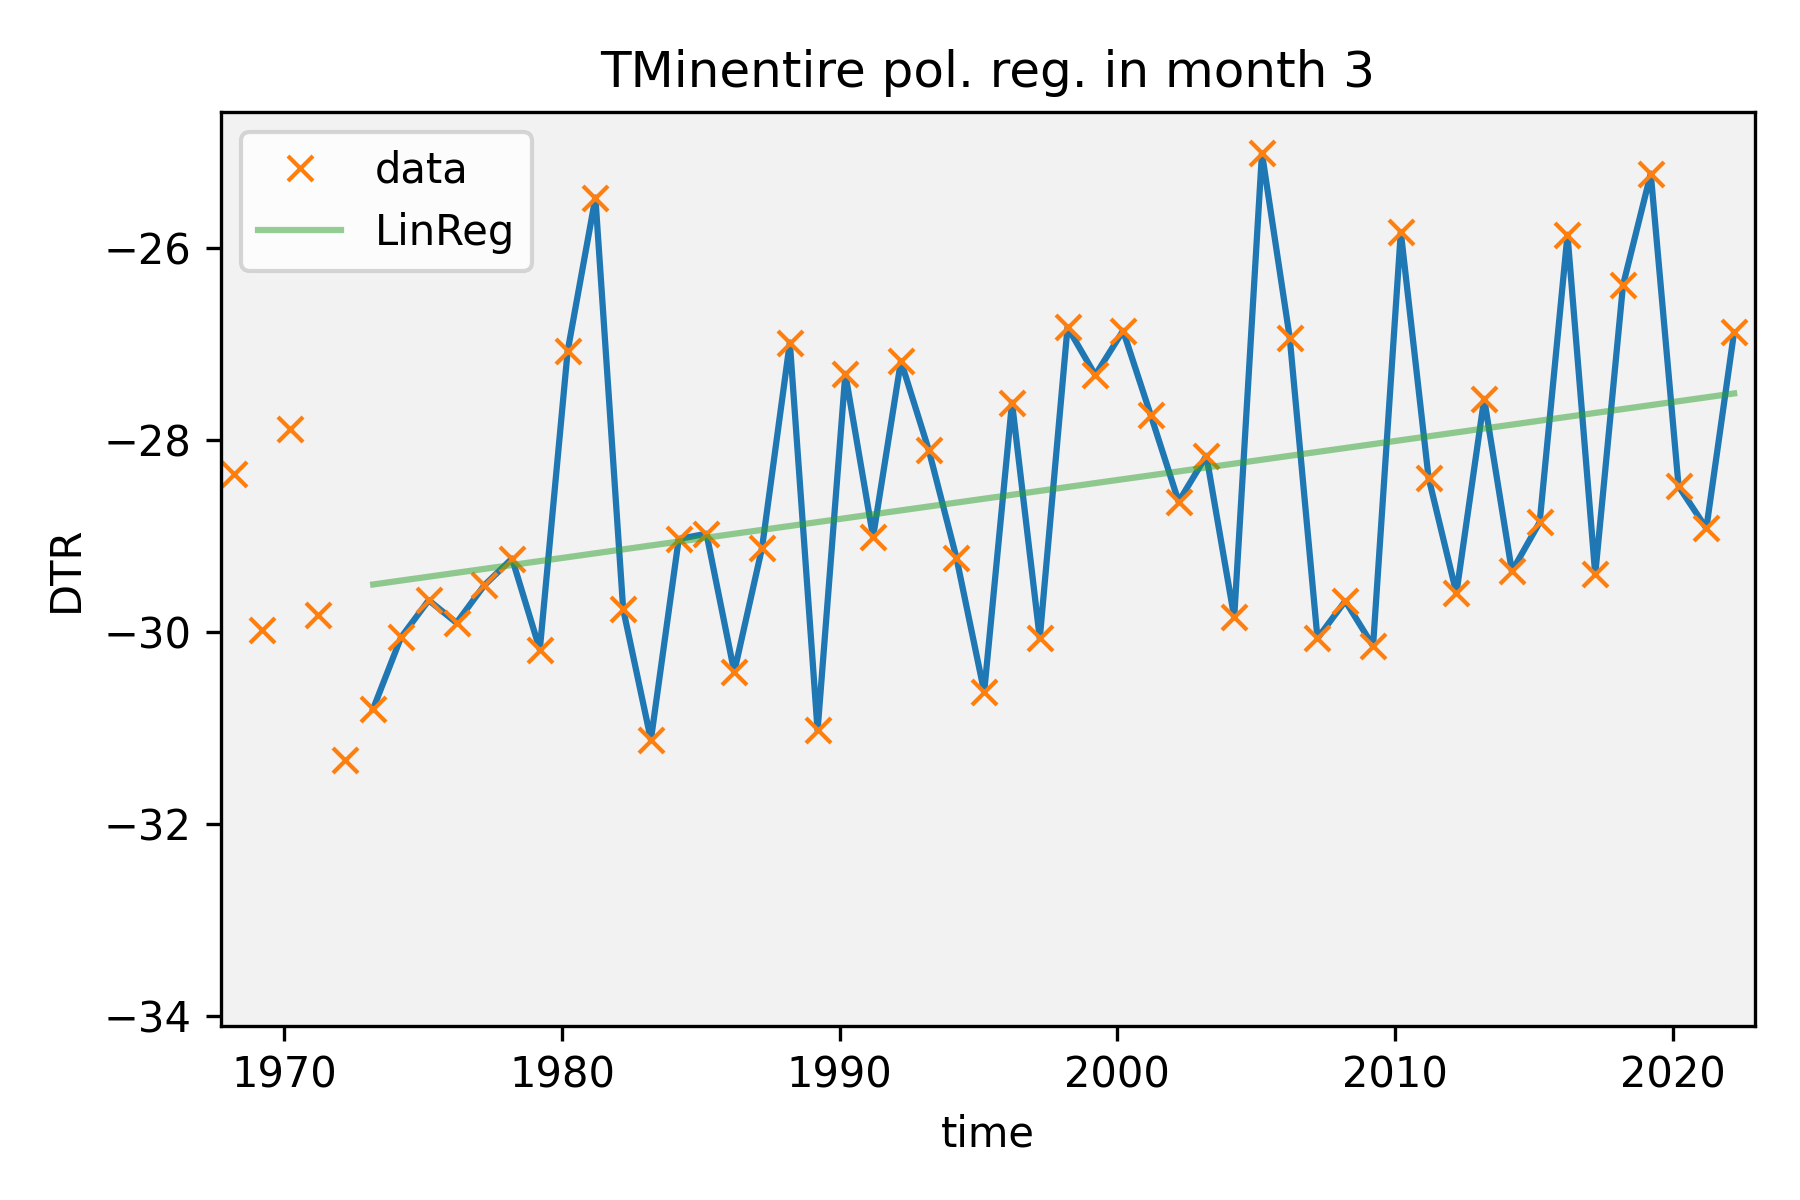 TMinentire pol. reg. in month 3
data
LinReg
−26
−28
−30
−32
−34
DTR
1970 1980 1990 2000 2010 2020
time